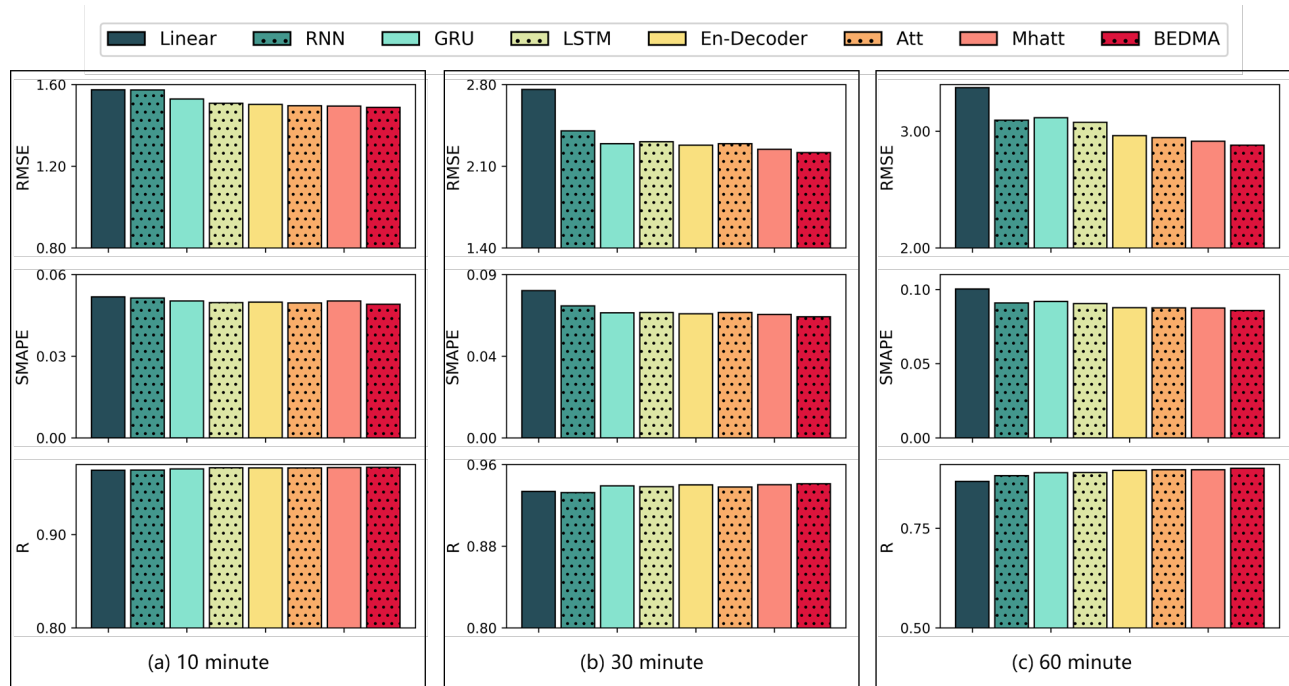 Linear RNN GRU LSTM En-Decoder Att Mhatt BEDMA
1.60
1.20
0.80
RMSE
2.80
2.10
1.40
RMSE
3.00
2.00
RMSE
0.06
0.03
0.00
SMAPE
0.09
0.04
0.00
SMAPE
0.10
0.05
0.00
SMAPE
0.90
0.80
R
0.96
0.88
0.80
R
0.75
0.50
R
(a) 10 minute
(b) 30 minute
(c) 60 minute